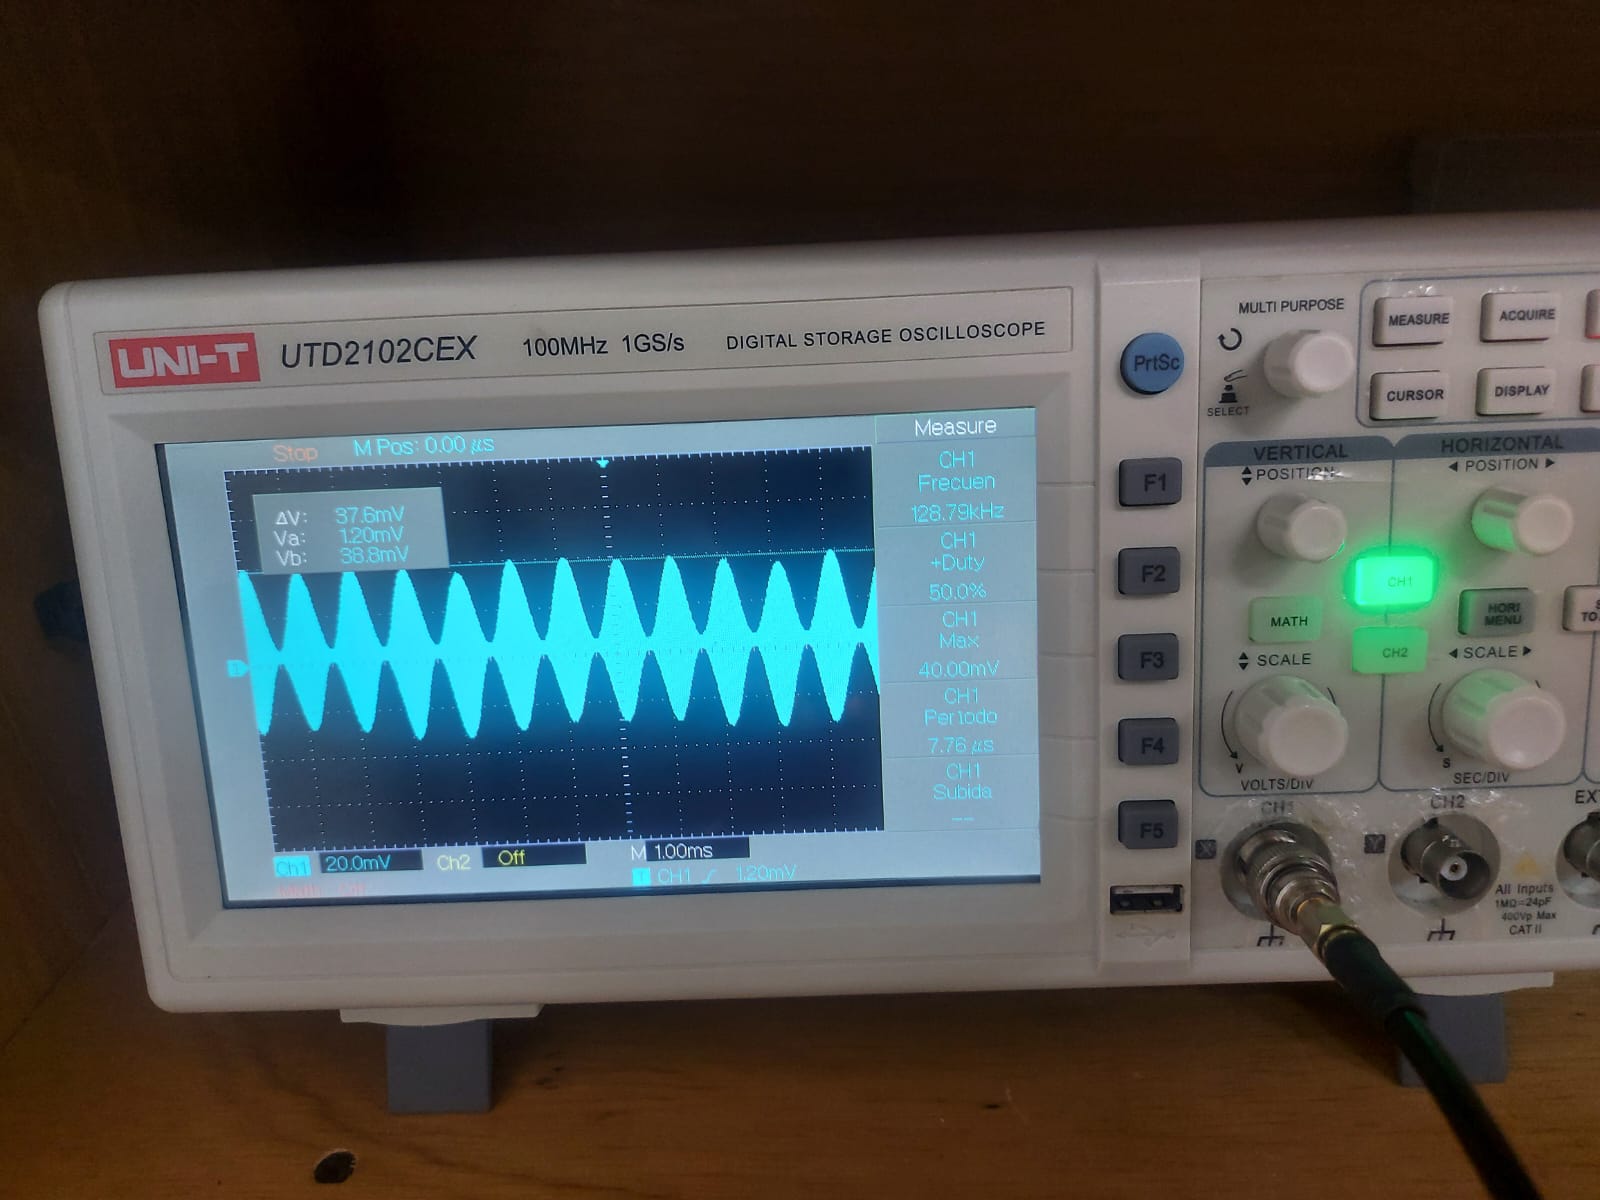 UNI-T UTD2102CEX 100MHz 1GS/s DIGITAL STORAGE OSCILLOSCOPE
Stop M Pos: 0.00 µs
ΔV: 37.6mV
Va: 1.20mV
Vb: 38.8mV
Measure
CH1
Frecuen
128.79kHz
CH1
+Duty
50.0%
CH1
Max
40.00mV
CH1
Periodo
7.76 µs
CH1
Subida
--
Ch1 20.0mV Ch2 Off M 1.00ms
CH1 1.20mV
PrtSc
F1
F2
F3
F4
F5
MULTI PURPOSE
SELECT
MEASURE
ACQUIRE
CURSOR
DISPLAY
VERTICAL
POSITION
MATH
CH1
CH2
SCALE
V
VOLTS/DIV
HORIZONTAL
POSITION
HORI
MENU
SCALE
S
SEC/DIV
CH1
X
CH2
Y
All Inputs
1MΩ=24pF
400Vp Max
CAT II